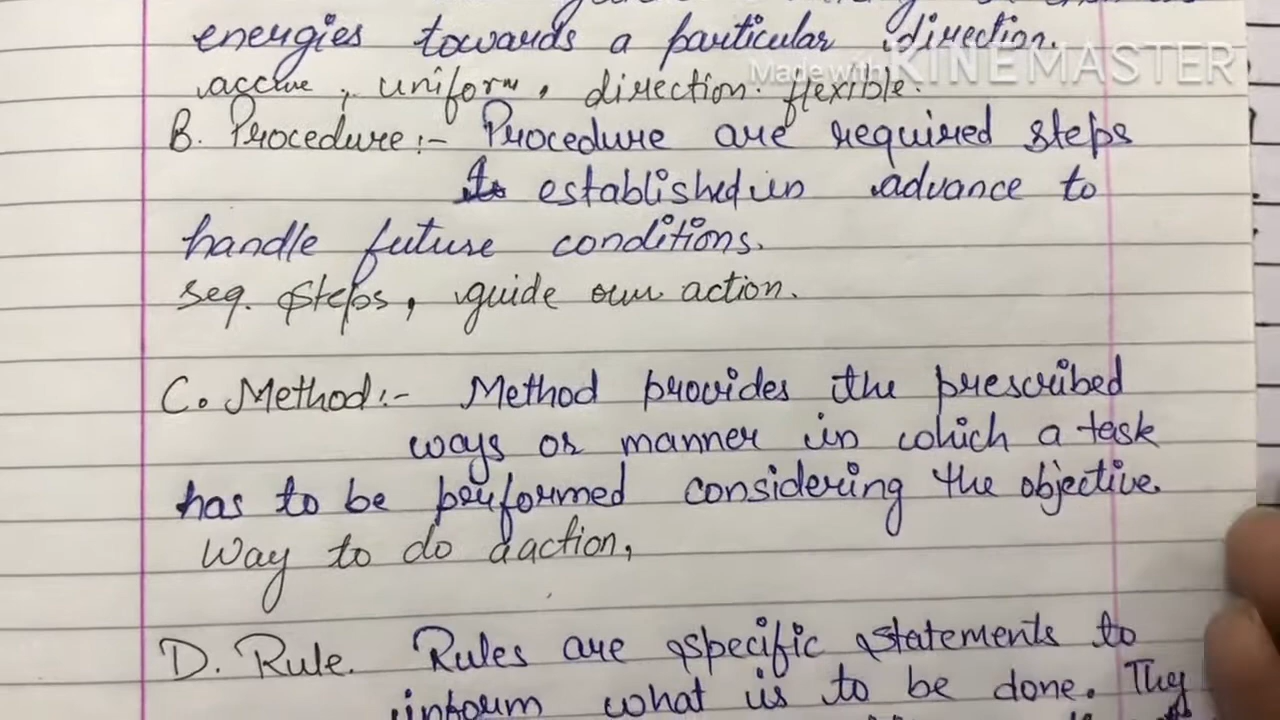 energies towards a particular direction.
Made with KINEMASTER
uniform, direction. flexible.
B. Procedure:- Procedure are required steps
established in advance to
handle future conditions.
seq. steps, guide our action.
C. Method:- Method provides the prescribed
ways or manner in which a task
has to be performed considering the objective.
Way to do a action,
D. Rule. Rules are specific statements to
inform what is to be done. They